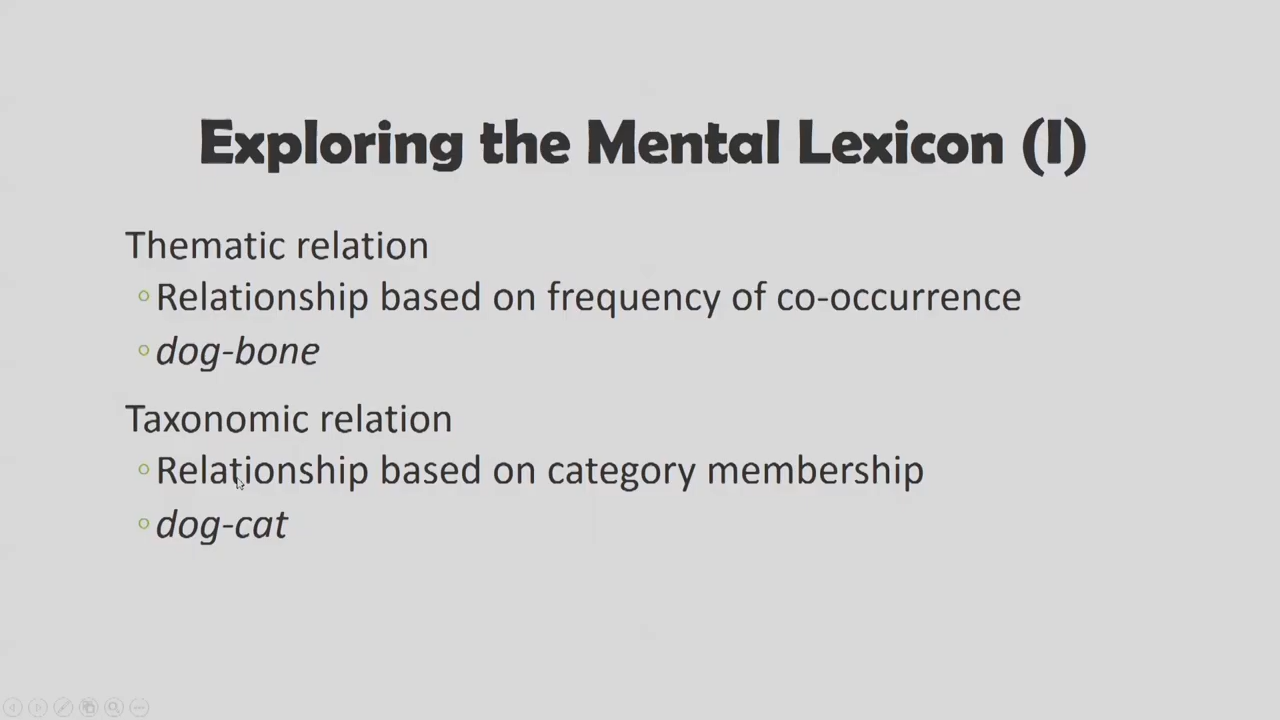 Exploring the Mental Lexicon (I)
Thematic relation
◦Relationship based on frequency of co-occurrence
◦dog-bone
Taxonomic relation
◦Relationship based on category membership
◦dog-cat